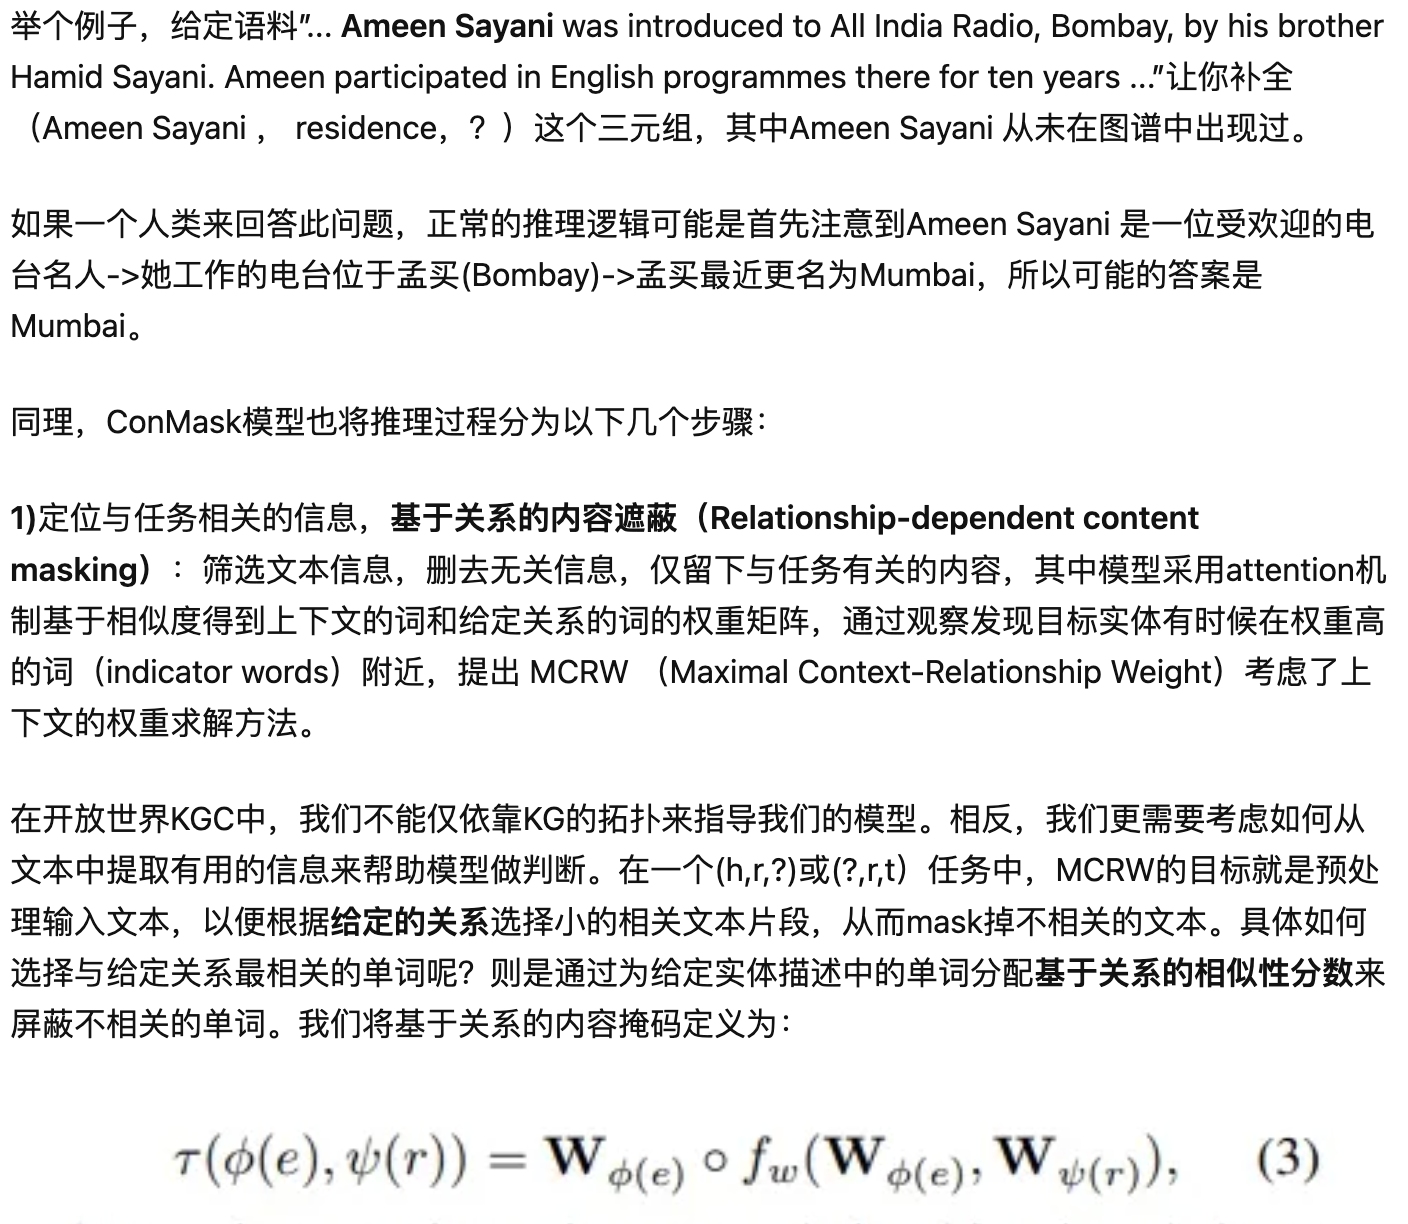 举个例子，给定语料”... Ameen Sayani was introduced to All India Radio, Bombay, by his brother
Hamid Sayani. Ameen participated in English programmes there for ten years ...”让你补全
（Ameen Sayani ， residence，？）这个三元组，其中Ameen Sayani 从未在图谱中出现过。
如果一个人类来回答此问题，正常的推理逻辑可能是首先注意到Ameen Sayani 是一位受欢迎的电
台名人->她工作的电台位于孟买(Bombay)->孟买最近更名为Mumbai，所以可能的答案是
Mumbai。
同理，ConMask模型也将推理过程分为以下几个步骤：
1)定位与任务相关的信息，基于关系的内容遮蔽（Relationship-dependent content
masking）：筛选文本信息，删去无关信息，仅留下与任务有关的内容，其中模型采用attention机
制基于相似度得到上下文的词和给定关系的词的权重矩阵，通过观察发现目标实体有时候在权重高
的词（indicator words）附近，提出 MCRW （Maximal Context-Relationship Weight）考虑了上
下文的权重求解方法。
在开放世界KGC中，我们不能仅依靠KG的拓扑来指导我们的模型。相反，我们更需要考虑如何从
文本中提取有用的信息来帮助模型做判断。在一个(h,r,?)或(?,r,t）任务中，MCRW的目标就是预处
理输入文本，以便根据给定的关系选择小的相关文本片段，从而mask掉不相关的文本。具体如何
选择与给定关系最相关的单词呢？则是通过为给定实体描述中的单词分配基于关系的相似性分数来
屏蔽不相关的单词。我们将基于关系的内容掩码定义为：
τ(ϕ(e), ψ(r)) = W_{ϕ(e)} ∘ f_w(W_{ϕ(e)}, W_{ψ(r)}), (3)